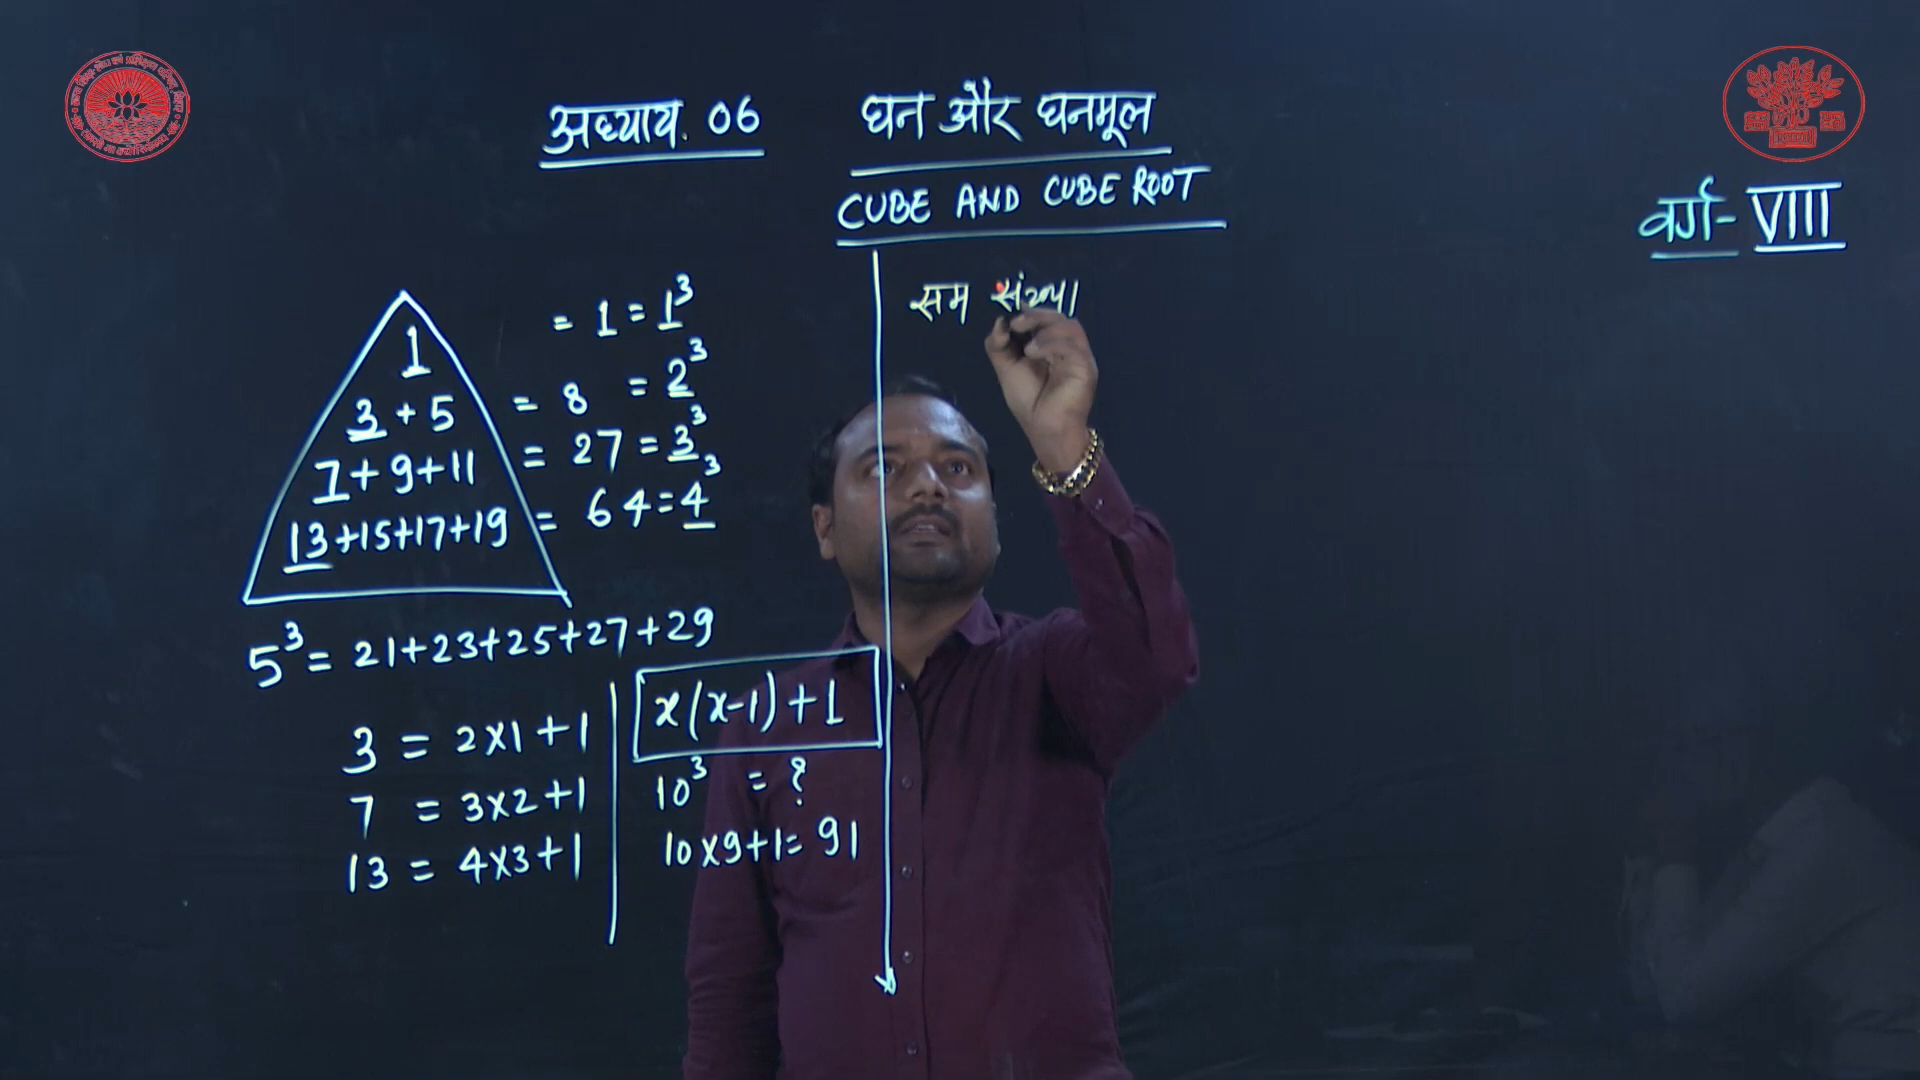 अध्याय. 06
घन और घनमूल
CUBE AND CUBE ROOT
वर्ग- VIII
1 = 1 = 1³
3 + 5 = 8 = 2³
7 + 9 + 11 = 27 = 3³
13 + 15 + 17 + 19 = 64 = 4³
5³ = 21 + 23 + 25 + 27 + 29
3 = 2 x 1 + 1
7 = 3 x 2 + 1
13 = 4 x 3 + 1
x(x-1) + 1
10³ = ?
10 x 9 + 1 = 91
सम संख्या